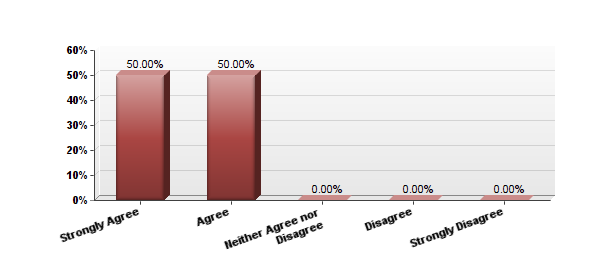 60%
50%
40%
30%
20%
10%
0%
50.00%
50.00%
0.00%
0.00%
0.00%
Strongly Agree
Agree
Neither Agree nor
Disagree
Disagree
Strongly Disagree